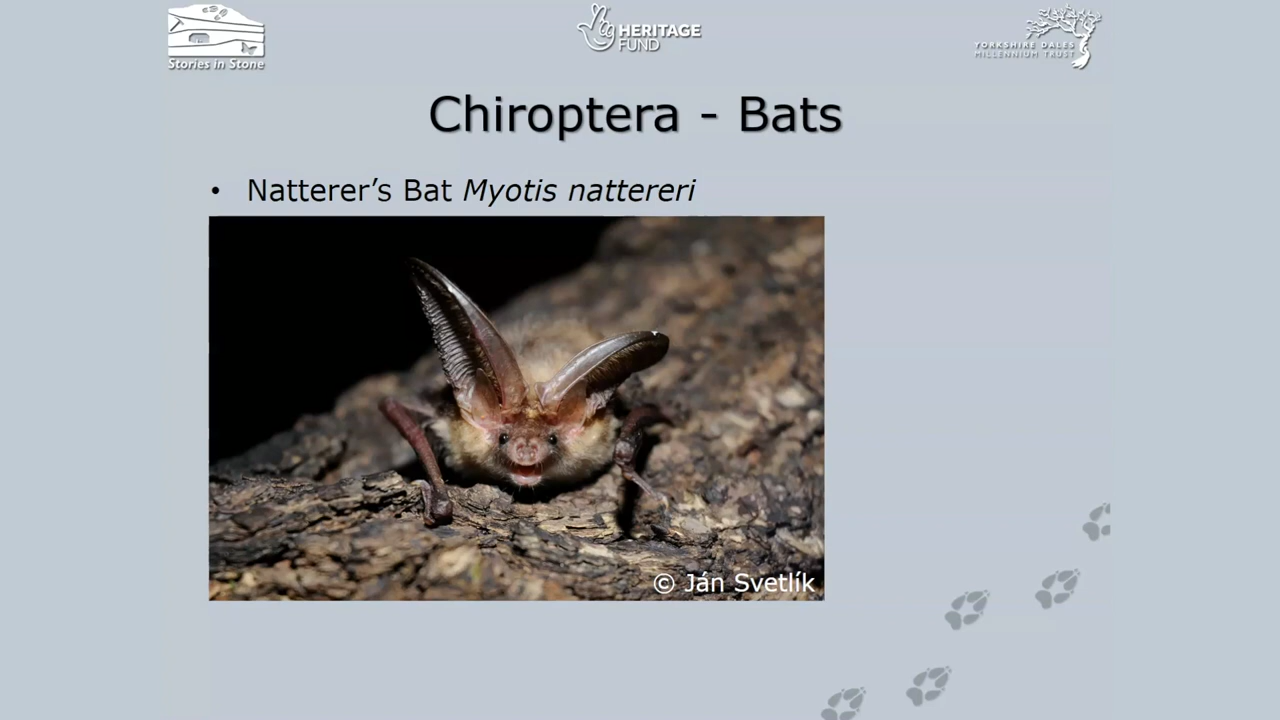 Stories in Stone
HERITAGE
FUND
YORKSHIRE DALES
MILLENNIUM TRUST
Chiroptera - Bats
• Natterer’s Bat Myotis nattereri
© Ján Svetlík